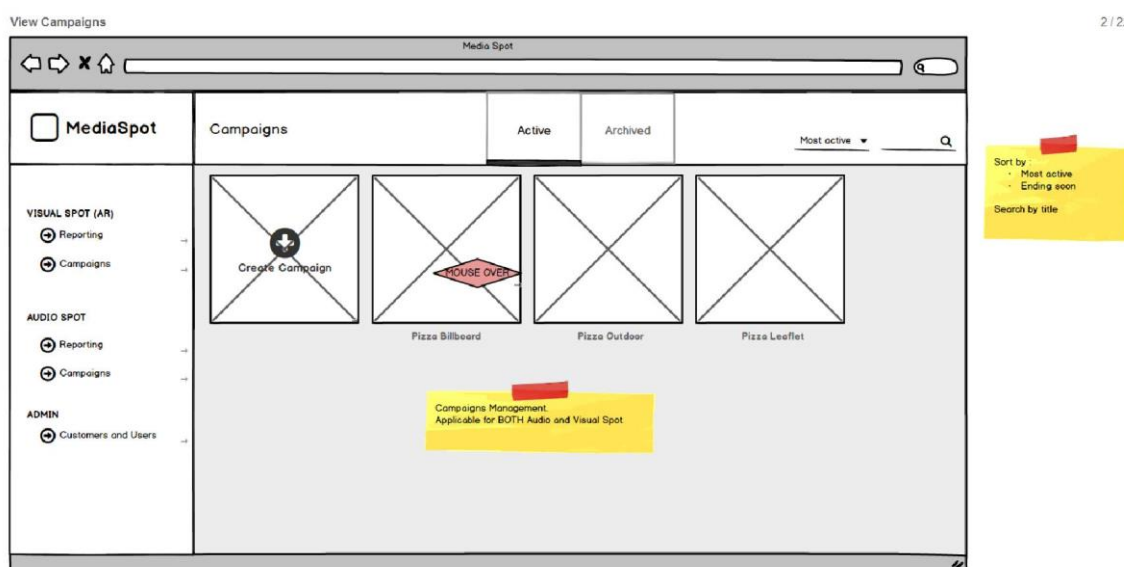 View Campaigns
Media Spot
MediaSpot
Campaigns
Active
Archived
Most active
VISUAL SPOT (AR)
Reporting
Campaigns
AUDIO SPOT
Reporting
Campaigns
ADMIN
Customers and Users
Create Campaign
MOUSE OVER
Pizza Billboard
Pizza Outdoor
Pizza Leaflet
Campaigns Management.
Applicable for BOTH Audio and Visual Spot
Sort by :
· Most active
· Ending soon
Search by title